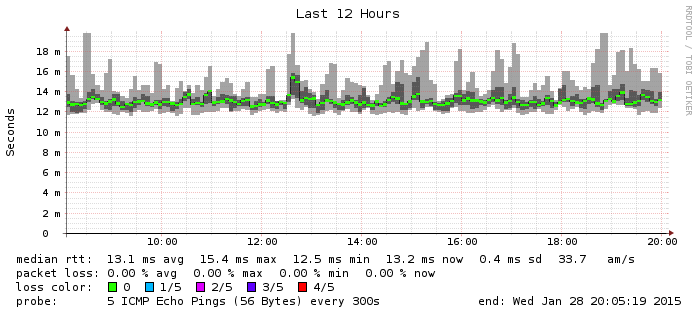 Last 12 Hours
RRDTOOL / TOBI OETIKER
Seconds
18 m
16 m
14 m
12 m
10 m
8 m
6 m
4 m
2 m
0
10:00 12:00 14:00 16:00 18:00 20:00
median rtt: 13.1 ms avg 15.4 ms max 12.5 ms min 13.2 ms now 0.4 ms sd 33.7 am/s
packet loss: 0.00 % avg 0.00 % max 0.00 % min 0.00 % now
loss color: 0 1/5 2/5 3/5 4/5
probe: 5 ICMP Echo Pings (56 Bytes) every 300s end: Wed Jan 28 20:05:19 2015